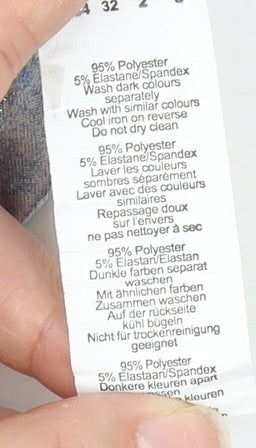 32 2
95% Polyester
5% Elastane/Spandex
Wash dark colours
separately
Wash with similar colours
Cool iron on reverse
Do not dry clean
95% Polyester
5% Elastane/Spandex
Laver les couleurs
sombres séparément
Laver avec des couleurs
similaires
Repassage doux
sur l'envers
ne pas nettoyer à sec
95% Polyester
5% Elastan/Elastan
Dunkle farben separat
waschen
Mit ähnlichen farben
Zusammen waschen
Auf der rückseite
kühl bügeln
Nicht für trockenreinigung
geeignet
95% Polyester
5% Elastaan/Spandex
Donkere kleuren apart
kleuren